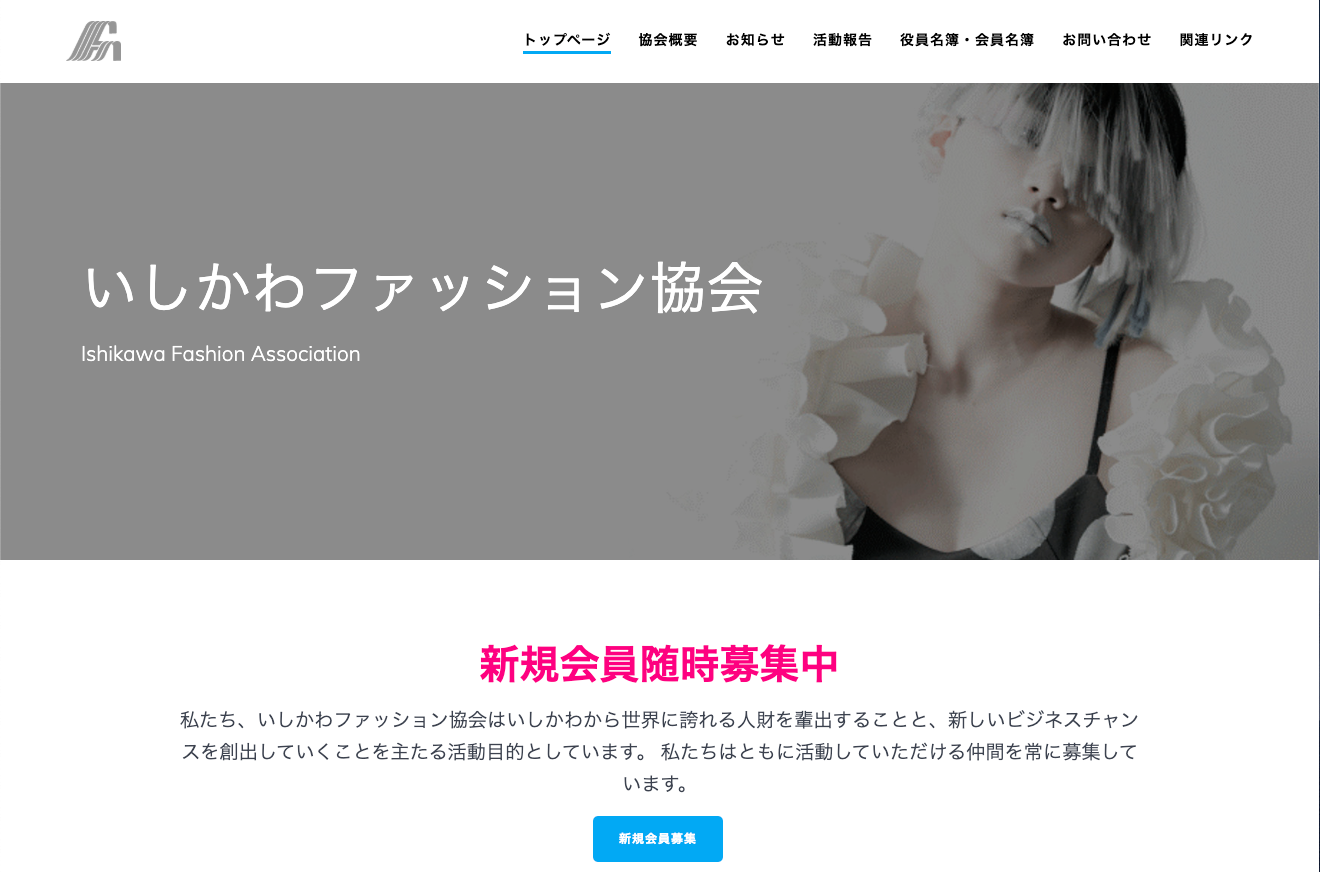 トップページ 協会概要 お知らせ 活動報告 役員名簿・会員名簿 お問い合わせ 関連リンク
いしかわファッション協会
Ishikawa Fashion Association
新規会員随時募集中
私たち、いしかわファッション協会はいしかわから世界に誇れる人財を輩出することと、新しいビジネスチャン
スを創出していくことを主たる活動目的としています。 私たちはともに活動していただける仲間を常に募集して
います。
新規会員募集